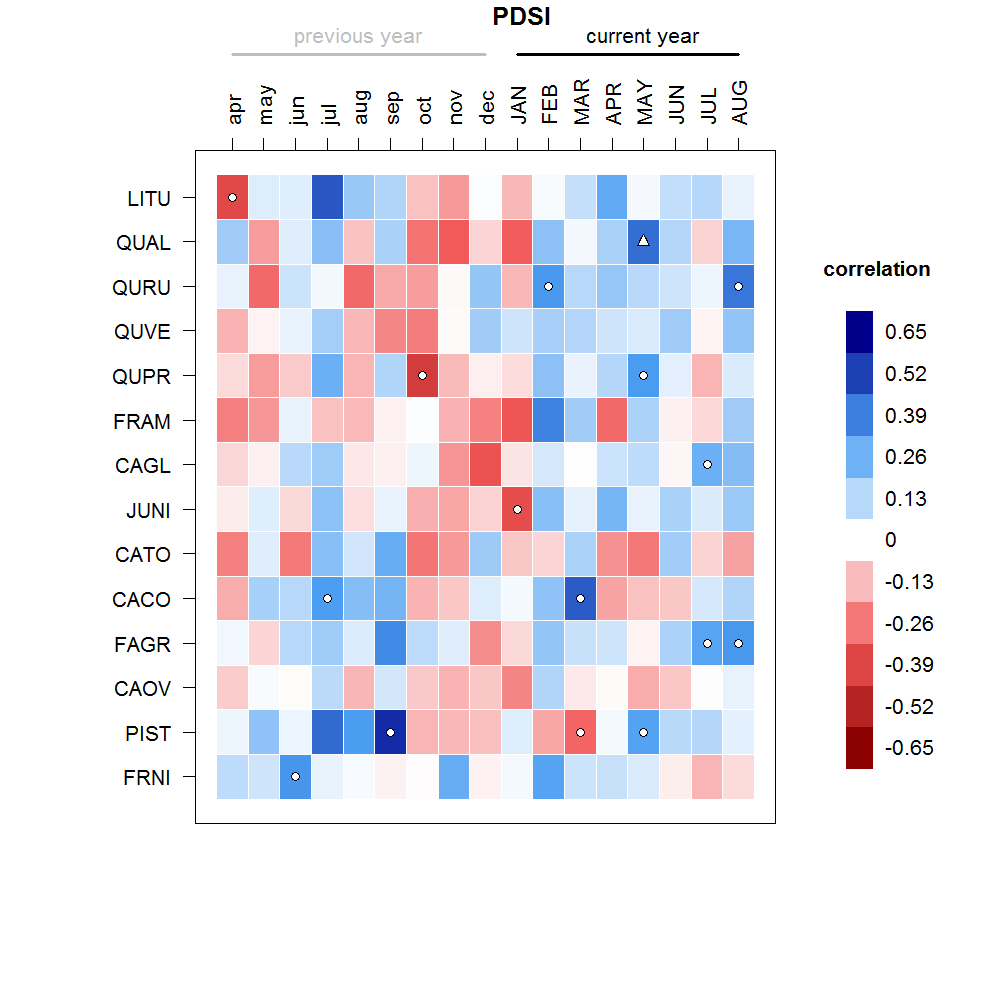 PDSI
previous year
current year
apr
may
jun
jul
aug
sep
oct
nov
dec
JAN
FEB
MAR
APR
MAY
JUN
JUL
AUG
LITU
QUAL
QURU
QUVE
QUPR
FRAM
CAGL
JUNI
CATO
CACO
FAGR
CAOV
PIST
FRNI
correlation
0.65
0.52
0.39
0.26
0.13
0
-0.13
-0.26
-0.39
-0.52
-0.65